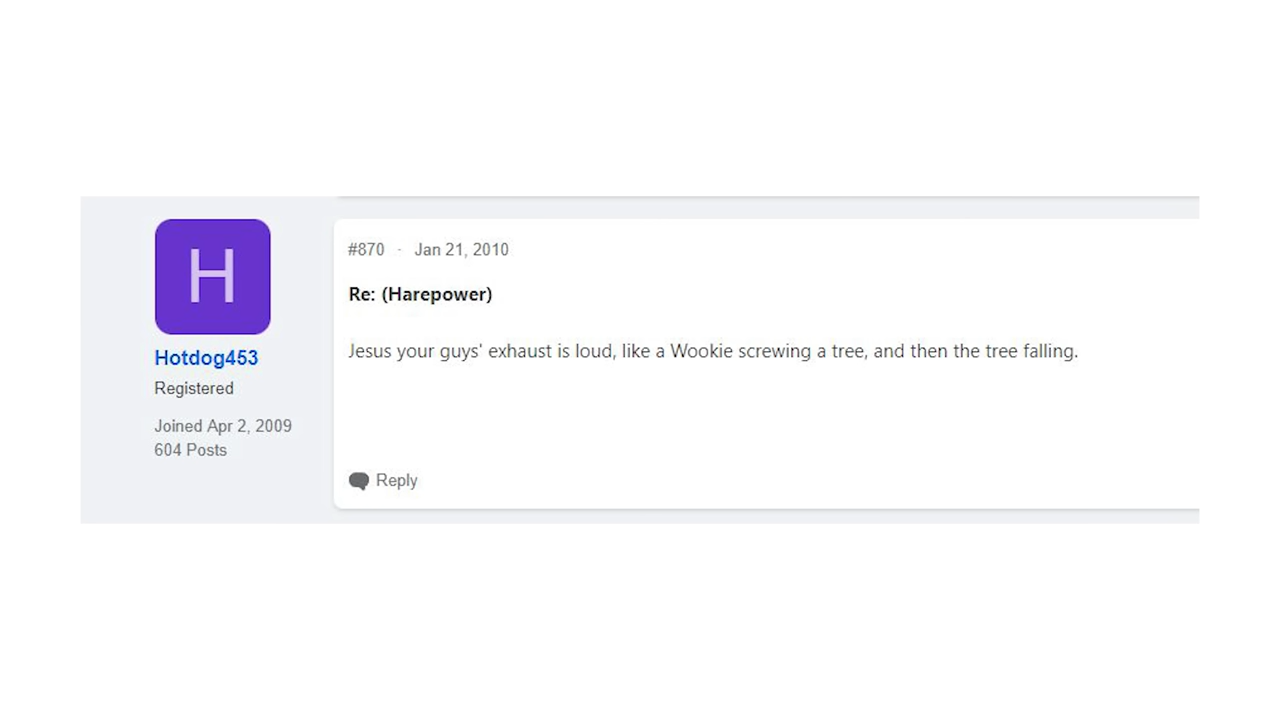 H
Hotdog453
Registered
Joined Apr 2, 2009
604 Posts
#870 · Jan 21, 2010
Re: (Harepower)
Jesus your guys' exhaust is loud, like a Wookie screwing a tree, and then the tree falling.
Reply